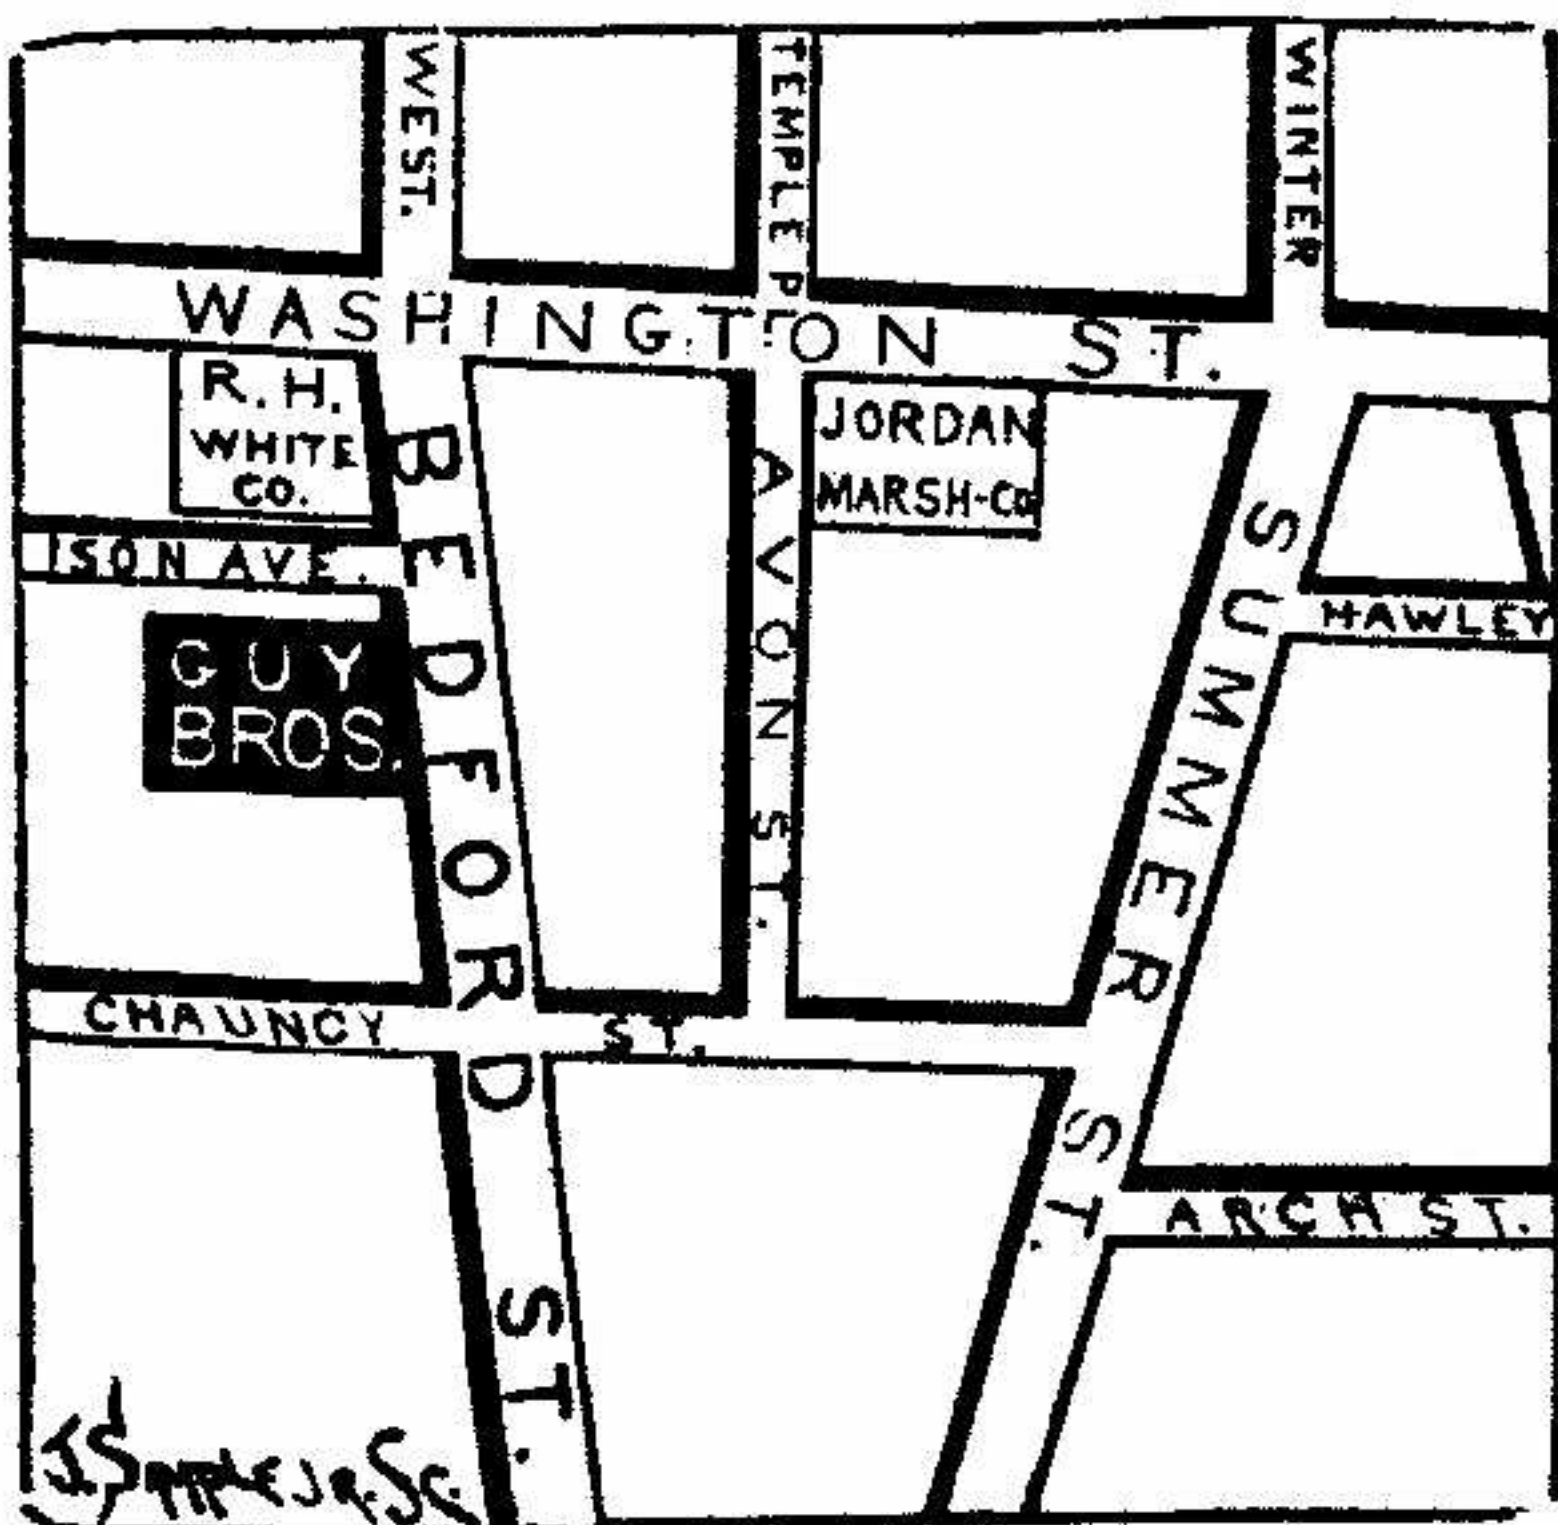 WEST.
TEMPLE PL.
WINTER
WASHINGTON ST.
R. H.
WHITE
CO.
JORDAN
MARSH-CO
BEDFORD ST.
AVON ST.
SUMMER ST.
ISON AVE.
HAWLEY
GUY
BROS.
CHAUNCY ST.
ARCH ST.